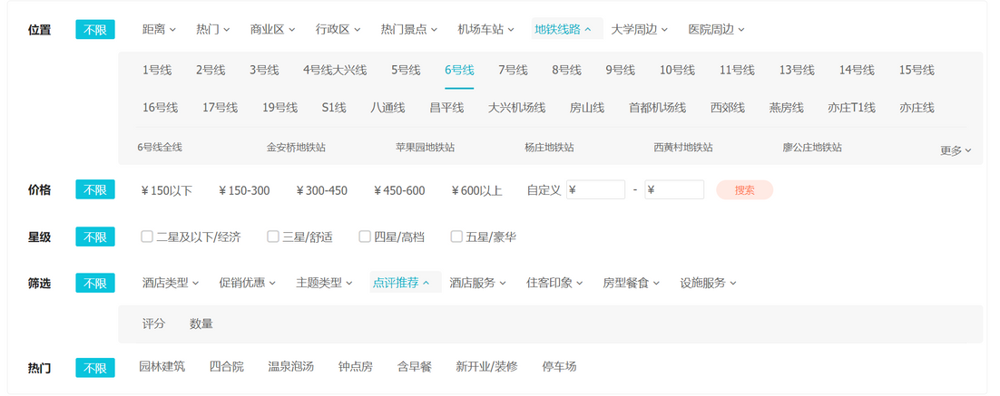 位置 不限 距离 热门 商业区 行政区 热门景点 机场车站 地铁线路 大学周边 医院周边
1号线 2号线 3号线 4号线大兴线 5号线 6号线 7号线 8号线 9号线 10号线 11号线 13号线 14号线 15号线
16号线 17号线 19号线 S1线 八通线 昌平线 大兴机场线 房山线 首都机场线 西郊线 燕房线 亦庄T1线 亦庄线
6号线全线 金安桥地铁站 苹果园地铁站 杨庄地铁站 西黄村地铁站 廖公庄地铁站 更多
价格 不限 ¥150以下 ¥150-300 ¥300-450 ¥450-600 ¥600以上 自定义 ¥ - ¥ 搜索
星级 不限 二星及以下/经济 三星/舒适 四星/高档 五星/豪华
筛选 不限 酒店类型 促销优惠 主题类型 点评推荐 酒店服务 住客印象 房型餐食 设施服务
评分 数量
热门 不限 园林建筑 四合院 温泉泡汤 钟点房 含早餐 新开业/装修 停车场